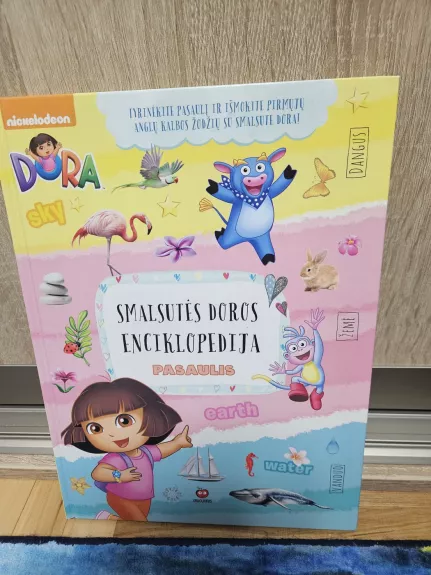 nickelodeon
TYRINĖKITE PASAULĮ IR IŠMOKITE PIRMŲJŲ
ANGLŲ KALBOS ŽODŽIŲ SU SMALSUTE DORA!
DORA
DANGUS
sky
SMALSUTĖS DOROS
ENCIKLOPEDIJA
PASAULIS
ŽEMĖ
earth
water
VANDUO